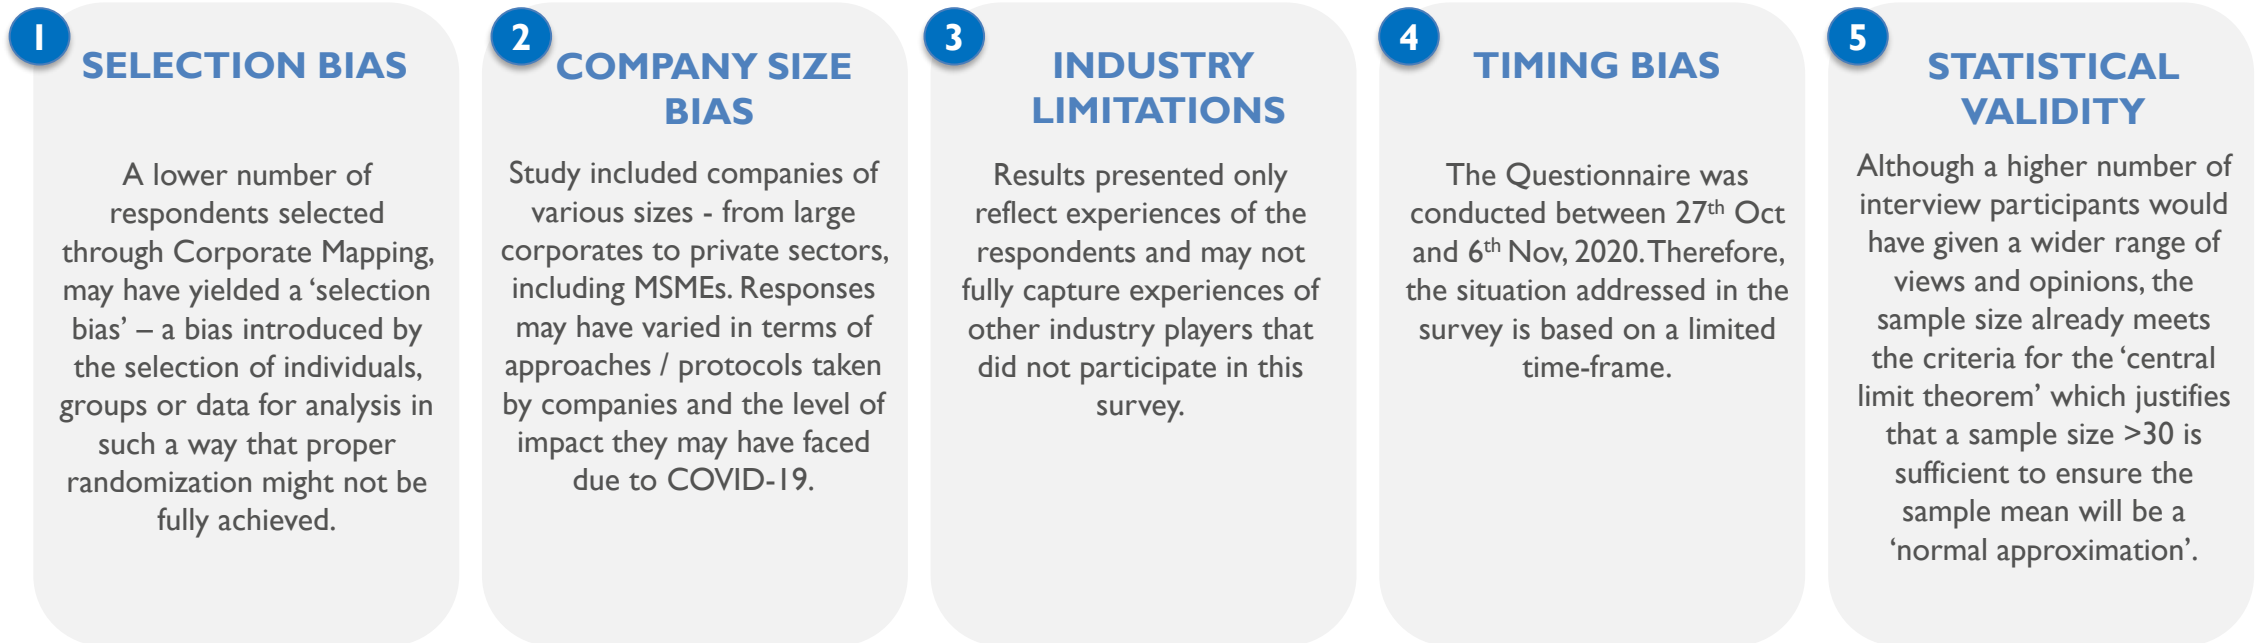 1
SELECTION BIAS
A lower number of
respondents selected
through Corporate Mapping,
may have yielded a ‘selection
bias’ – a bias introduced by
the selection of individuals,
groups or data for analysis in
such a way that proper
randomization might not be
fully achieved.
2
COMPANY SIZE
BIAS
Study included companies of
various sizes - from large
corporates to private sectors,
including MSMEs. Responses
may have varied in terms of
approaches / protocols taken
by companies and the level of
impact they may have faced
due to COVID-19.
3
INDUSTRY
LIMITATIONS
Results presented only
reflect experiences of the
respondents and may not
fully capture experiences of
other industry players that
did not participate in this
survey.
4
TIMING BIAS
The Questionnaire was
conducted between 27th Oct
and 6th Nov, 2020. Therefore,
the situation addressed in the
survey is based on a limited
time-frame.
5
STATISTICAL
VALIDITY
Although a higher number of
interview participants would
have given a wider range of
views and opinions, the
sample size already meets
the criteria for the ‘central
limit theorem’ which justifies
that a sample size >30 is
sufficient to ensure the
sample mean will be a
‘normal approximation’.